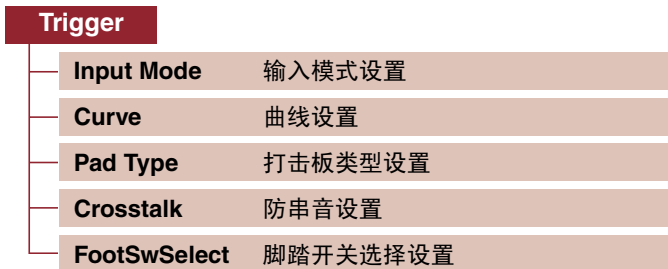 Trigger
Input Mode 输入模式设置
Curve 曲线设置
Pad Type 打击板类型设置
Crosstalk 防串音设置
FootSwSelect 脚踏开关选择设置